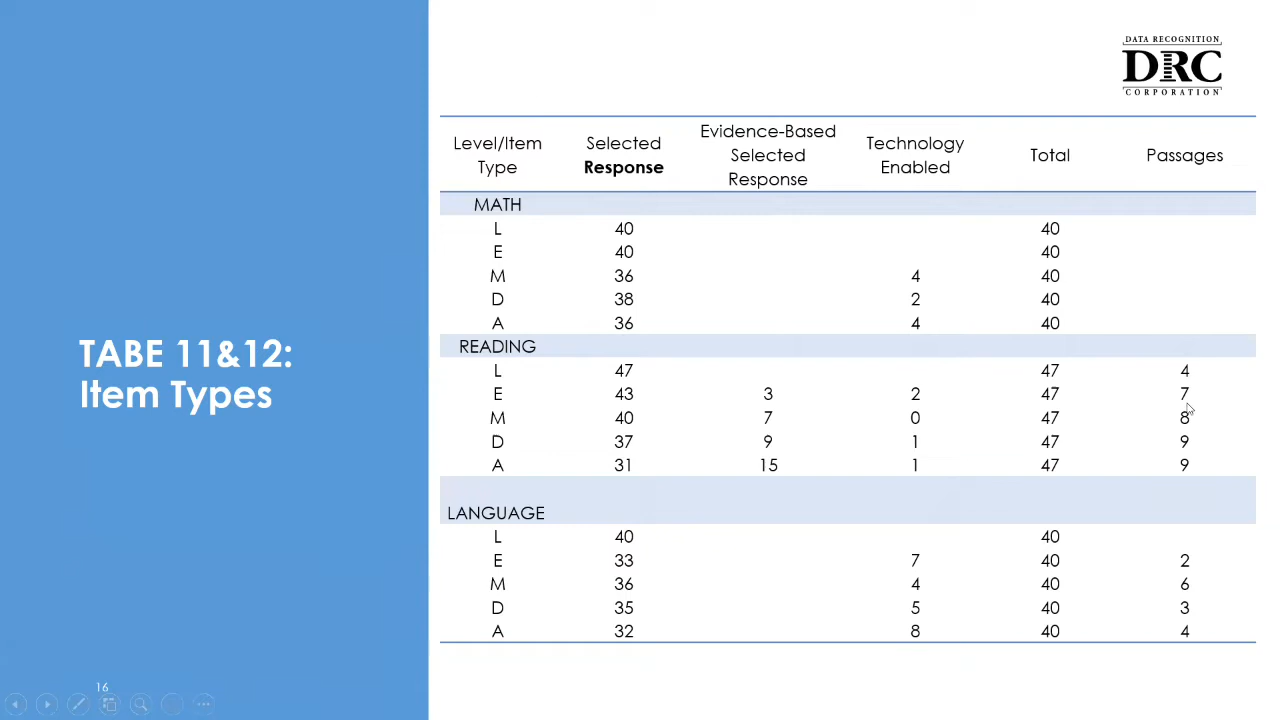 DATA RECOGNITION
DRC
CORPORATION
TABE 11&12:
Item Types
Level/Item Type Selected Response Evidence-Based Selected Response Technology Enabled Total Passages
MATH
L 40 40
E 40 40
M 36 4 40
D 38 2 40
A 36 4 40
READING
L 47 47 4
E 43 3 2 47 7
M 40 7 0 47 8
D 37 9 1 47 9
A 31 15 1 47 9
LANGUAGE
L 40 40
E 33 7 40 2
M 36 4 40 6
D 35 5 40 3
A 32 8 40 4
16